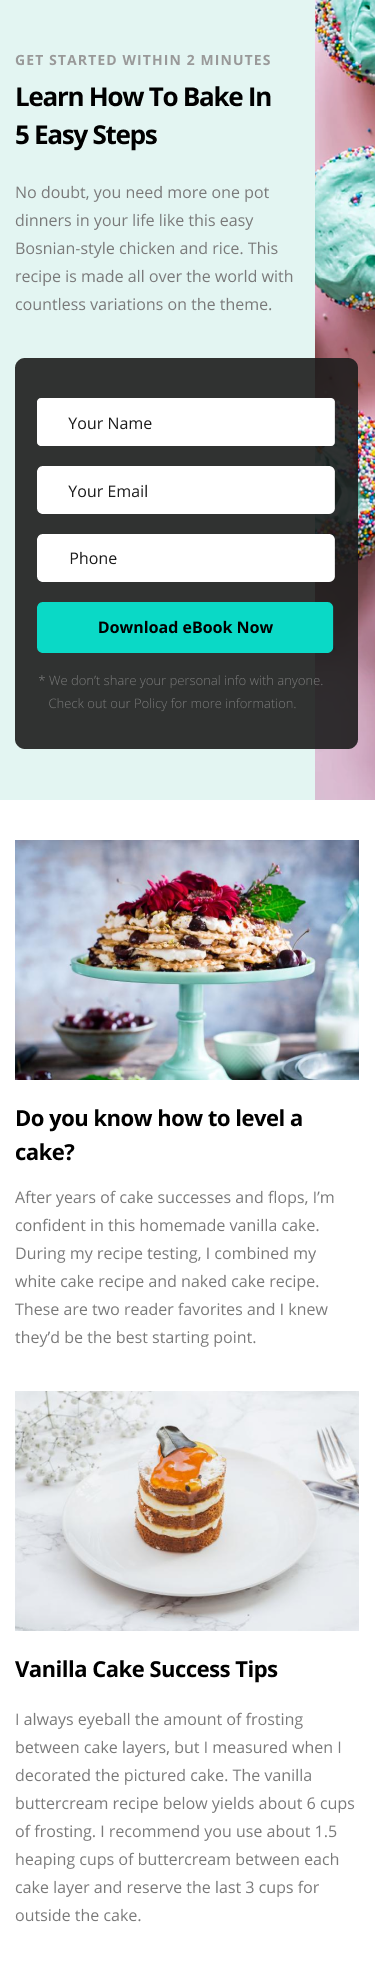 GET STARTED WITHIN 2 MINUTES
Learn How To Bake In
5 Easy Steps
No doubt, you need more one pot
dinners in your life like this easy
Bosnian-style chicken and rice. This
recipe is made all over the world with
countless variations on the theme.
Your Name
Your Email
Phone
Download eBook Now
* We don’t share your personal info with anyone.
Check out our Policy for more information.
Do you know how to level a
cake?
After years of cake successes and flops, I’m
confident in this homemade vanilla cake.
During my recipe testing, I combined my
white cake recipe and naked cake recipe.
These are two reader favorites and I knew
they’d be the best starting point.
Vanilla Cake Success Tips
I always eyeball the amount of frosting
between cake layers, but I measured when I
decorated the pictured cake. The vanilla
buttercream recipe below yields about 6 cups
of frosting. I recommend you use about 1.5
heaping cups of buttercream between each
cake layer and reserve the last 3 cups for
outside the cake.